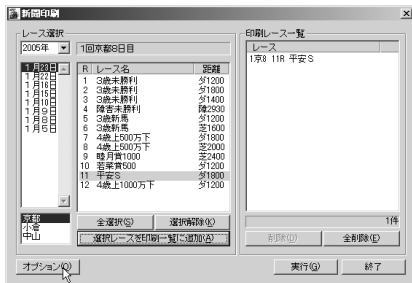 新聞印刷
レース選択
2005年
1回京都8日目
1月23日
1月22日
1月16日
1月15日
1月10日
1月9日
1月8日
1月5日
R レース名 距離
1 3歳未勝利 ダ1200
2 3歳未勝利 ダ1800
3 3歳未勝利 ダ1400
4 障害未勝利 障2930
5 3歳新馬 ダ1200
6 3歳新馬 芝1600
7 4歳上500万下 ダ1800
8 4歳上500万下 芝2000
9 睦月賞1000 芝2400
10 若菜賞500 ダ1200
11 平安S ダ1800
12 4歳上1000万下 ダ1200
京都
小倉
中山
全選択(S)
選択解除(K)
選択レースを印刷一覧に追加(A)
印刷レース一覧
レース
1京8 11R 平安S
1件
削除(D)
全削除(E)
オプション(O)
実行(G)
終了